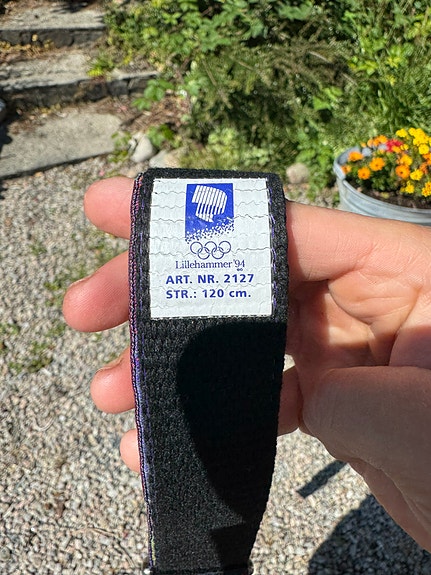 Lillehammer '94
ART. NR. 2127
STR.: 120 cm.